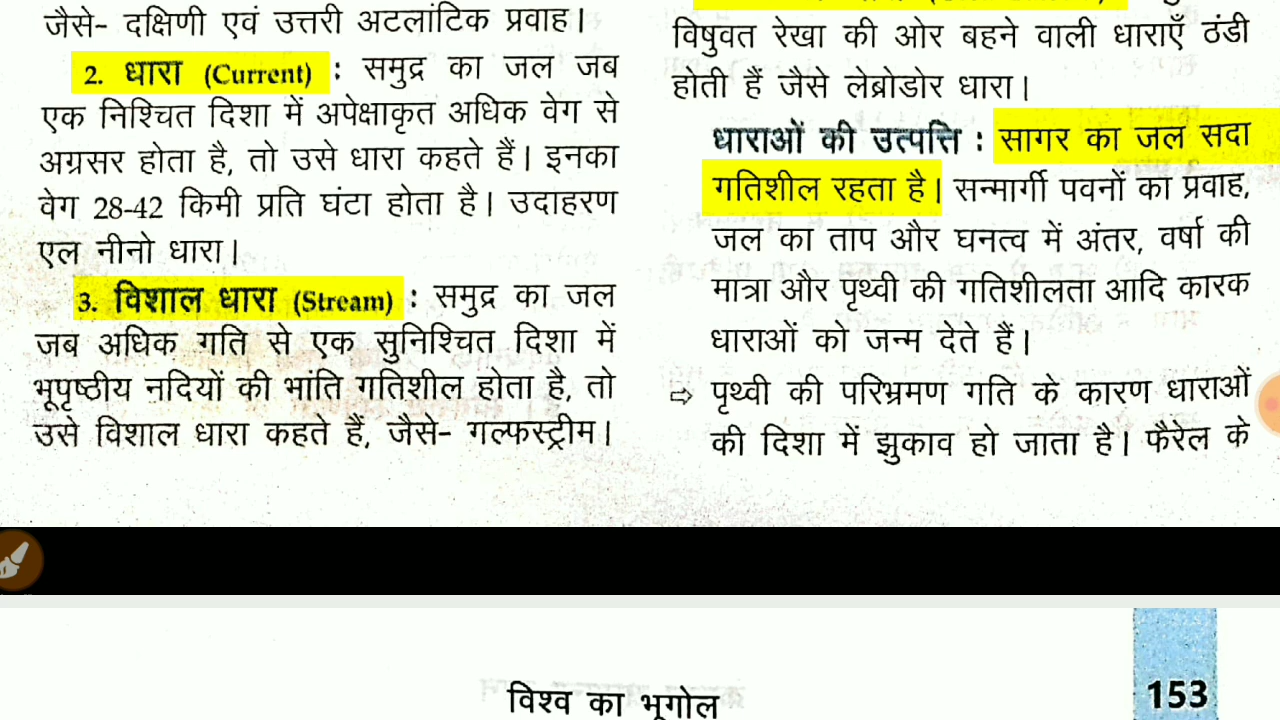 जैसे- दक्षिणी एवं उत्तरी अटलांटिक प्रवाह।
2. धारा (Current) : समुद्र का जल जब
एक निश्चित दिशा में अपेक्षाकृत अधिक वेग से
अग्रसर होता है, तो उसे धारा कहते हैं। इनका
वेग 28-42 किमी प्रति घंटा होता है। उदाहरण
एल नीनो धारा।
3. विशाल धारा (Stream) : समुद्र का जल
जब अधिक गति से एक सुनिश्चित दिशा में
भूपृष्ठीय नदियों की भांति गतिशील होता है, तो
उसे विशाल धारा कहते हैं, जैसे- गल्फस्ट्रीम।
विषुवत रेखा की ओर बहने वाली धाराएँ ठंडी
होती हैं जैसे लेब्रोडोर धारा।
धाराओं की उत्पत्ति : सागर का जल सदा
गतिशील रहता है। सन्मार्गी पवनों का प्रवाह,
जल का ताप और घनत्व में अंतर, वर्षा की
मात्रा और पृथ्वी की गतिशीलता आदि कारक
धाराओं को जन्म देते हैं।
⇨ पृथ्वी की परिभ्रमण गति के कारण धाराओं
की दिशा में झुकाव हो जाता है। फैरेल के
विश्व का भूगोल
153